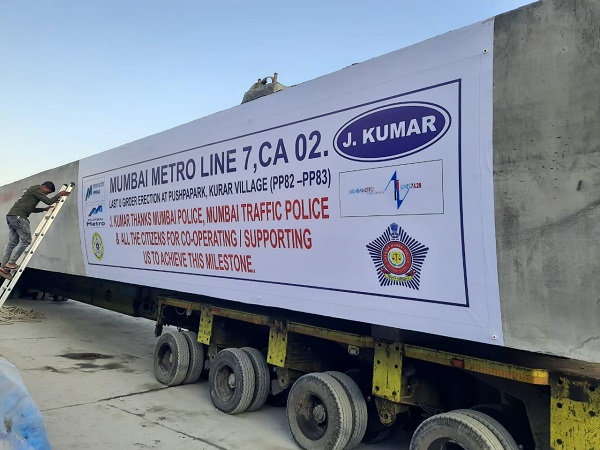 MUMBAI METRO LINE 7,CA 02.
J. KUMAR
LAST U GIRDER ERECTION AT PUSHPAPARK, KURAR VILLAGE (PP82 –PP83)
J. KUMAR THANKS MUMBAI POLICE, MUMBAI TRAFFIC POLICE
& ALL THE CITIZENS FOR CO-OPERATING / SUPPORTING
US TO ACHIEVE THIS MILESTONE.
Metro